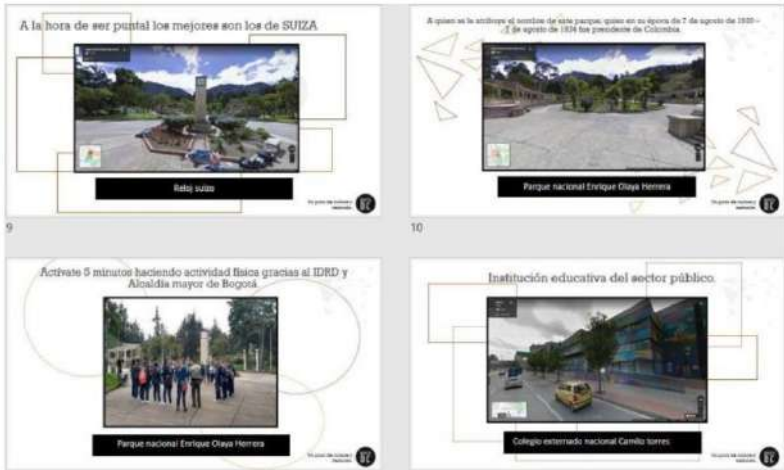 A la hora de ser puntal los mejores son los de SUIZA
Reloj suizo
9
A quien se le atribuye el nombre de este parque, quien en su época de 7 de agosto de 1930 –
7 de agosto de 1934 fue presidente de Colombia.
Parque nacional Enrique Olaya Herrera
10
Actívate 5 minutos haciendo actividad física gracias al IDRD y
Alcaldía mayor de Bogotá
Parque nacional Enrique Olaya Herrera
Institución educativa del sector público.
Colegio externado nacional Camilo torres